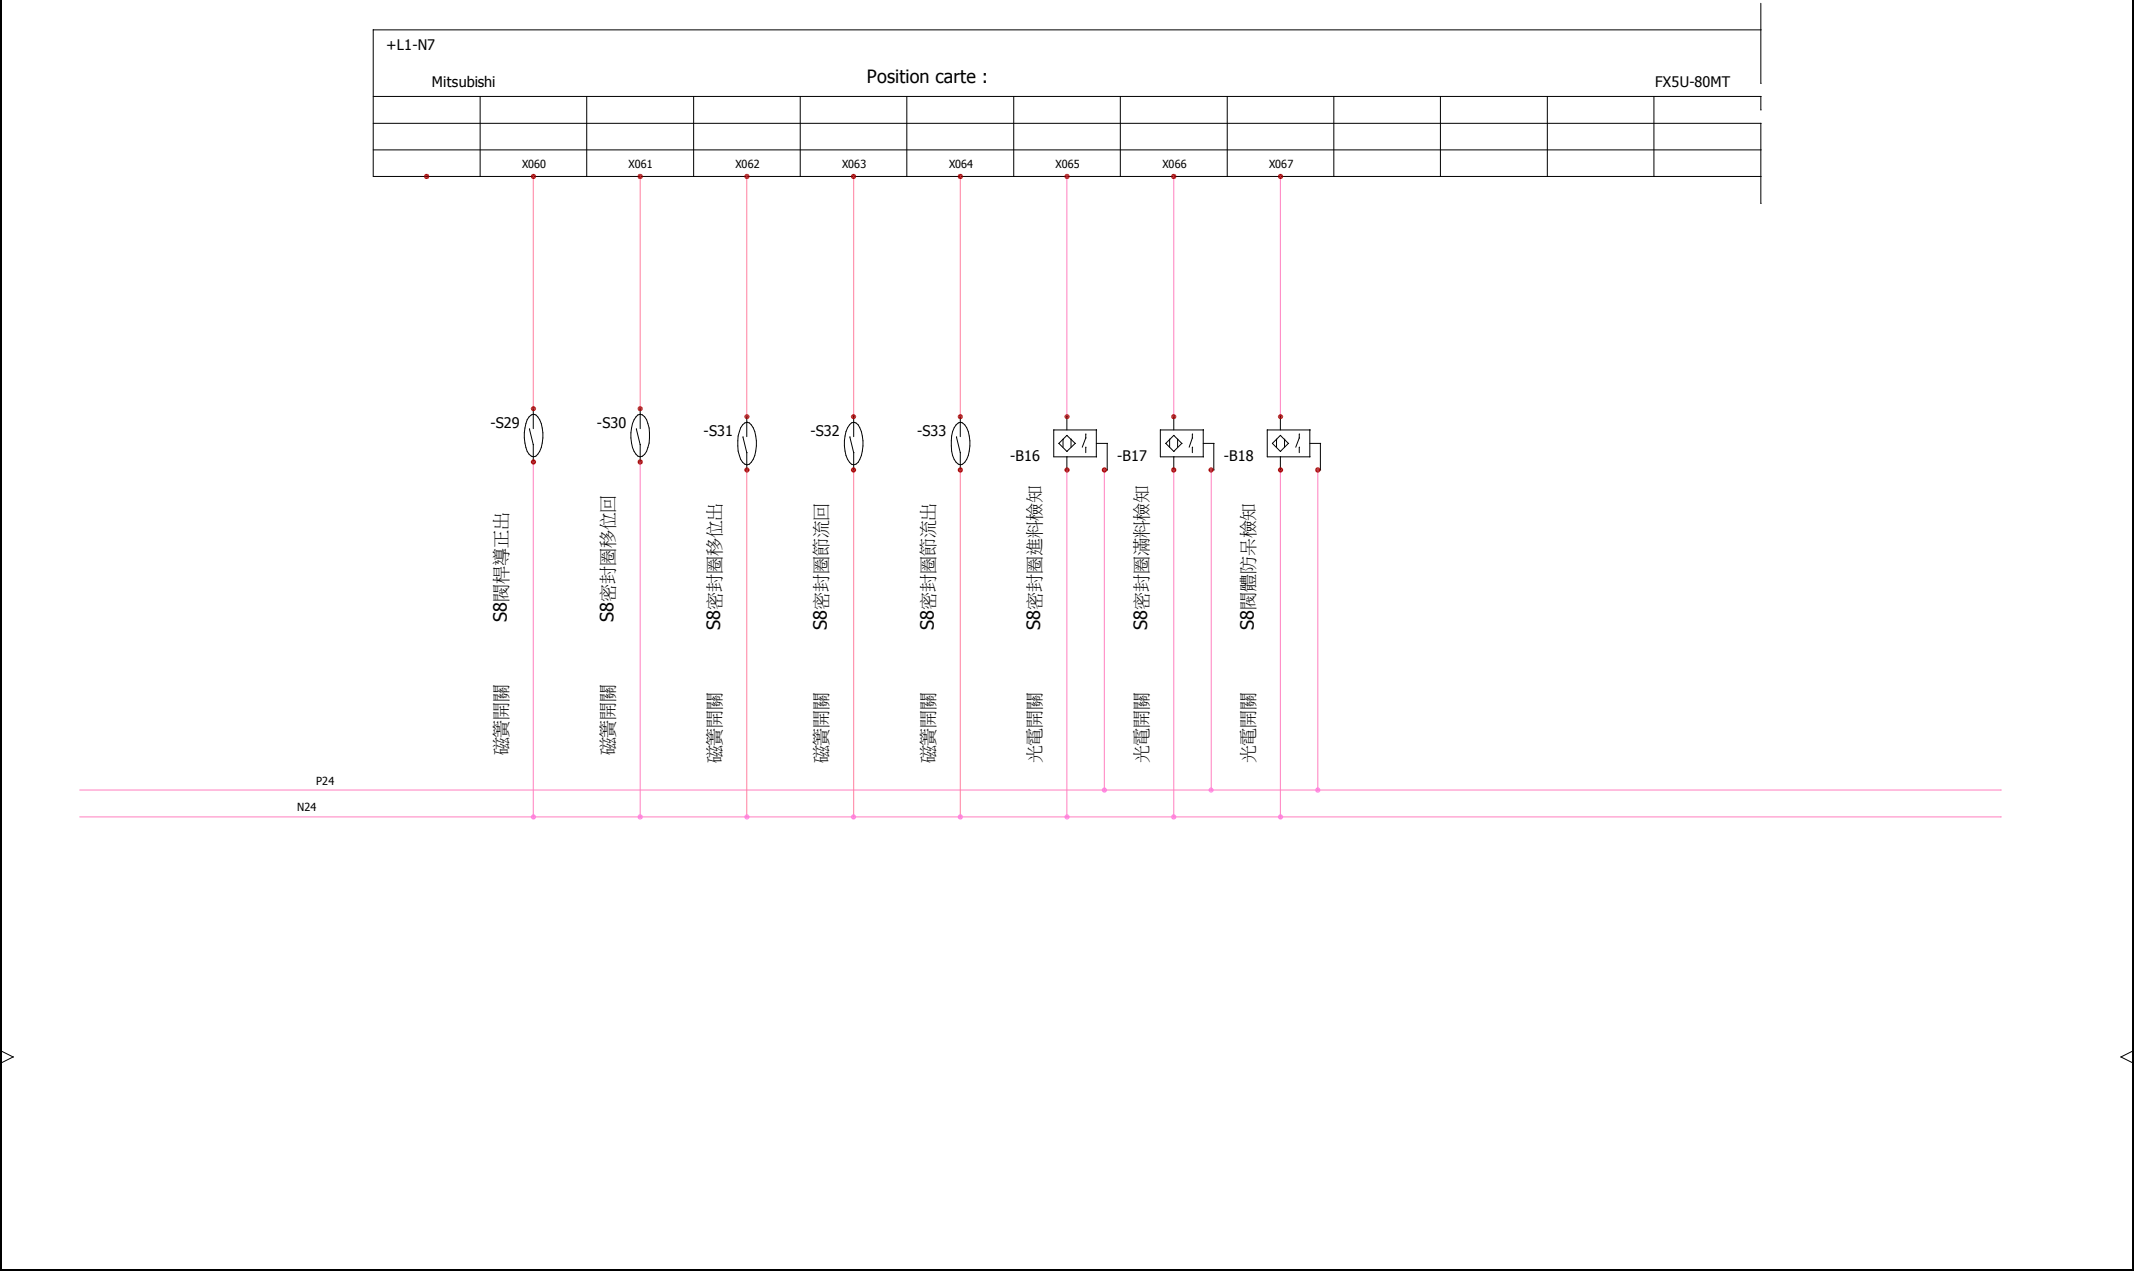 +L1-N7
Mitsubishi
Position carte :
FX5U-80MT
X060
X061
X062
X063
X064
X065
X066
X067
-S29
-S30
-S31
-S32
-S33
-B16
-B17
-B18
S8閥桿導正出
S8密封圈移位回
S8密封圈移位出
S8密封圈節流回
S8密封圈節流出
S8密封圈進料檢知
S8密封圈滿料檢知
S8閥體防呆檢知
磁簧開關
磁簧開關
磁簧開關
磁簧開關
磁簧開關
光電開關
光電開關
光電開關
P24
N24